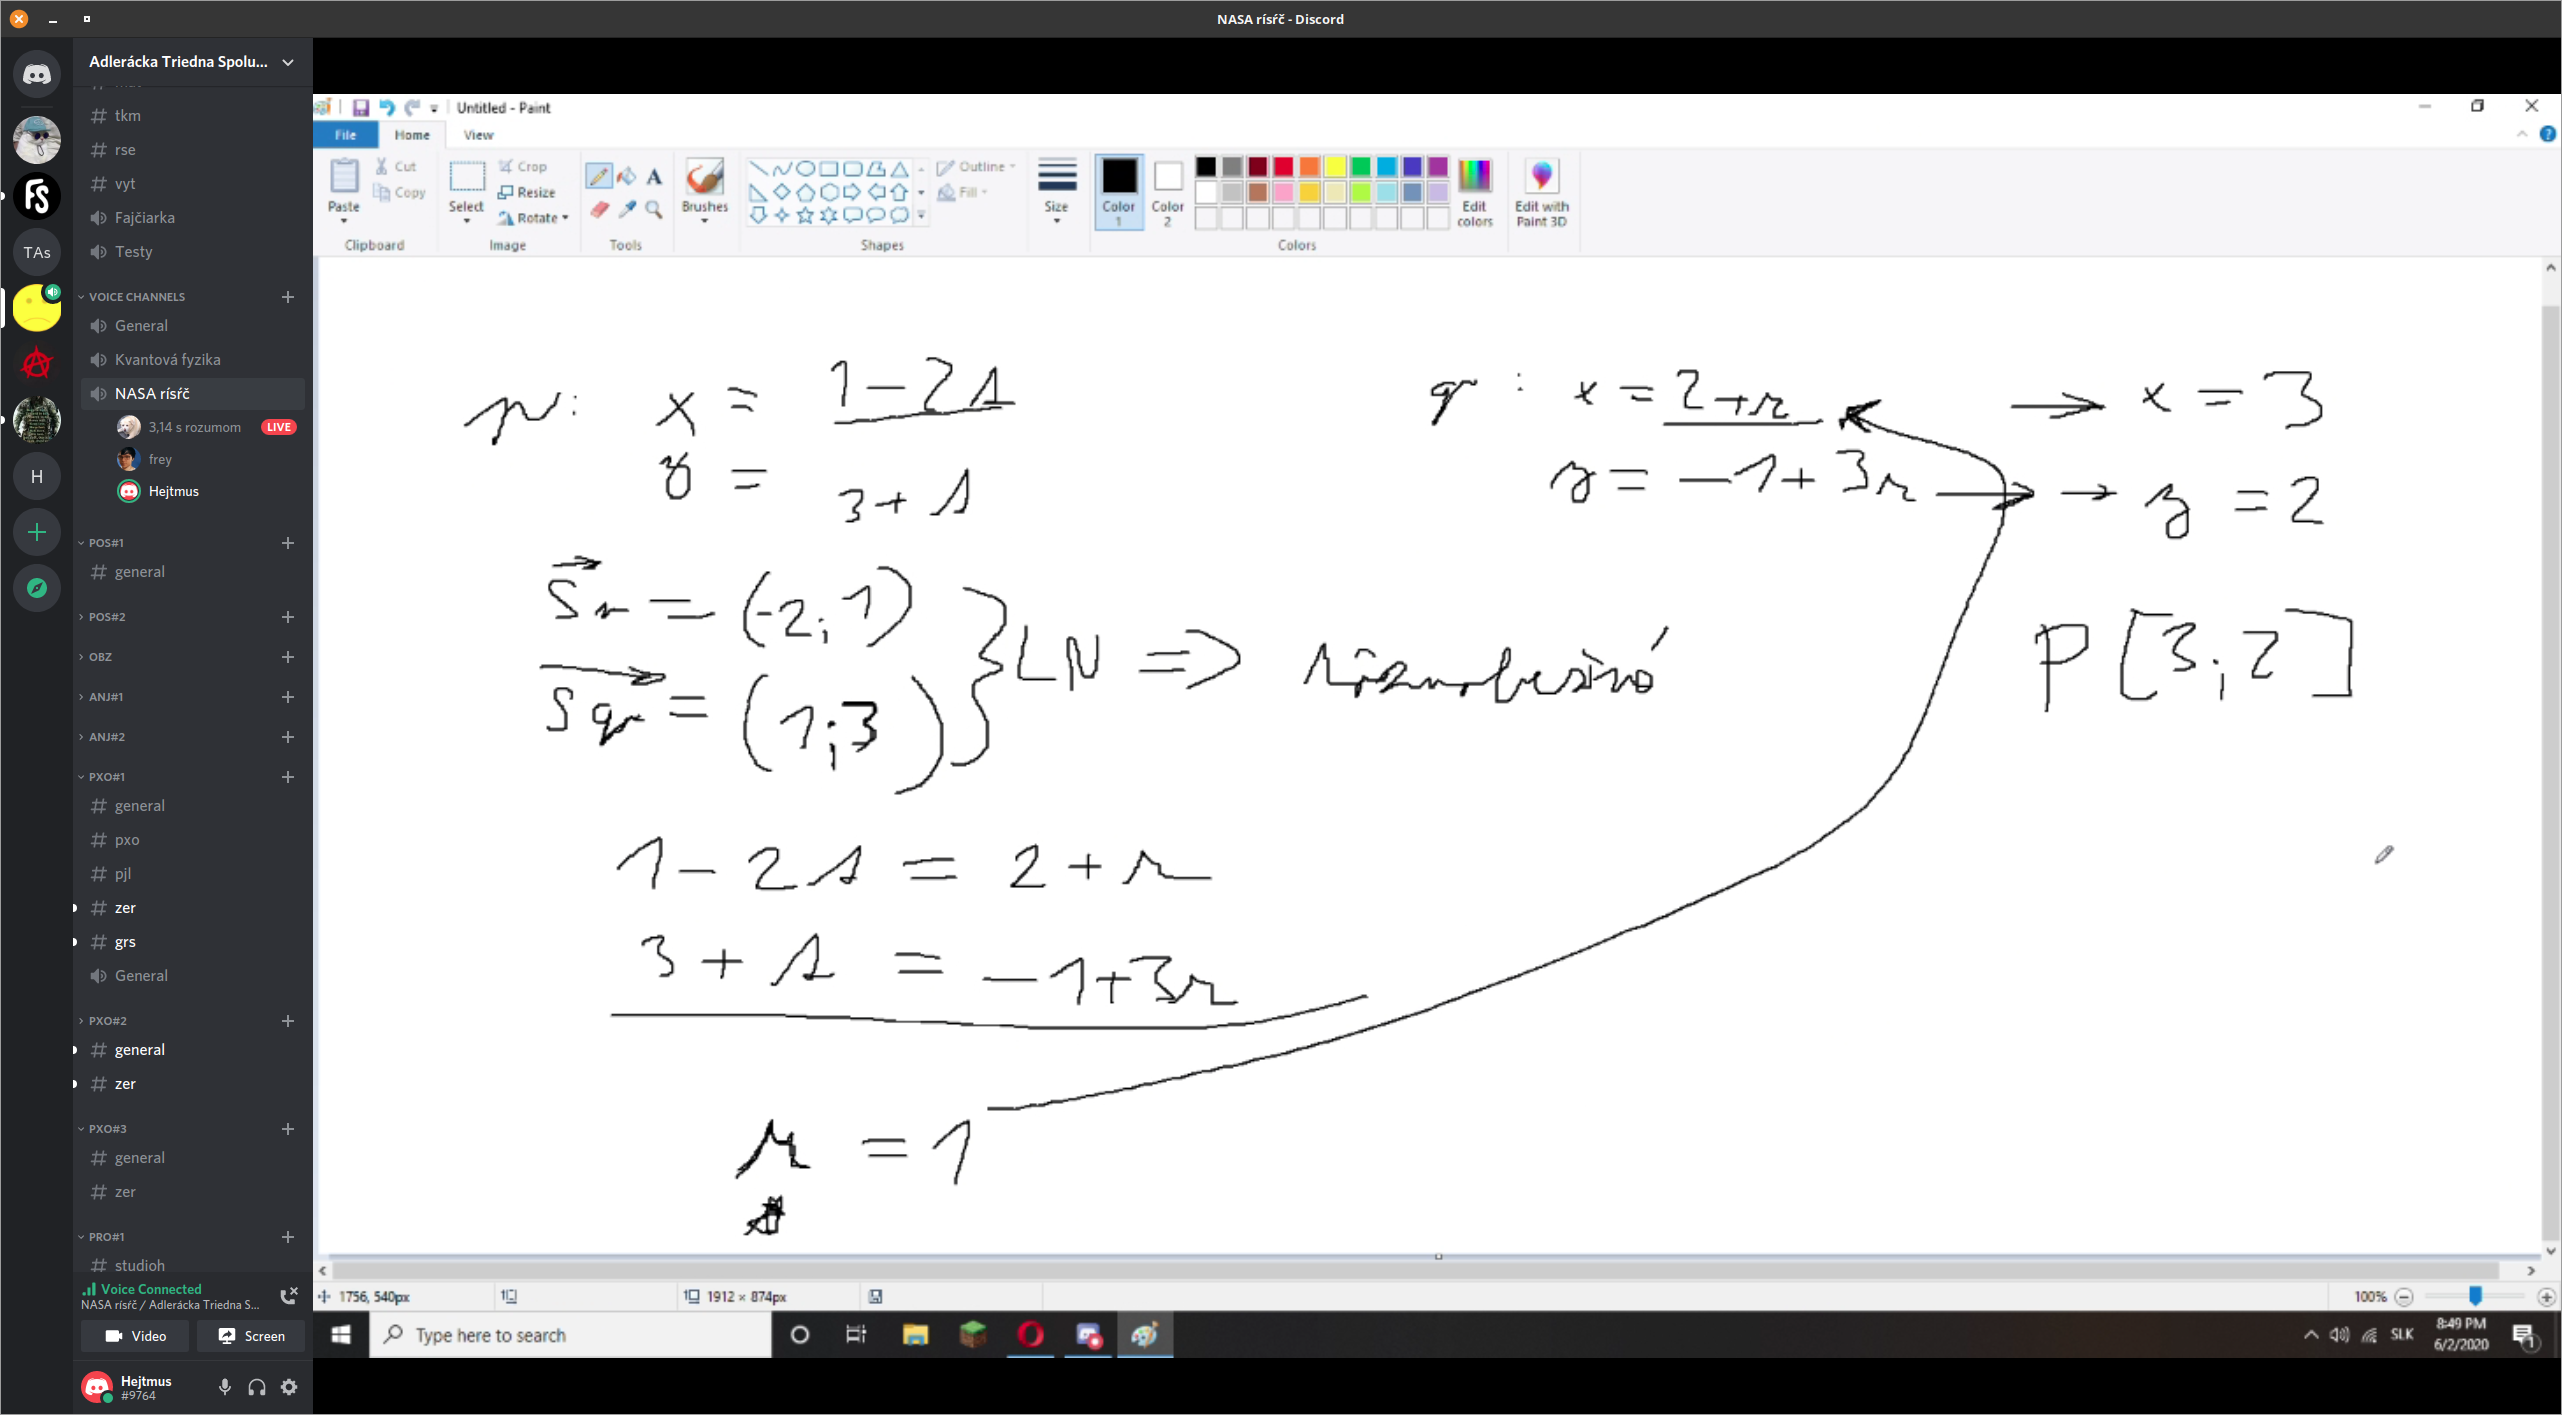 NASA rísŕč - Discord
Adlerácka Triedna Spolu...
tkm
rse
vyt
Fajčiarka
Testy
VOICE CHANNELS
General
Kvantová fyzika
NASA rísŕč
3,14 s rozumom LIVE
frey
Hejtmus
POS#1
general
POS#2
OBZ
ANJ#1
ANJ#2
PXO#1
general
pxo
pjl
zer
grs
General
PXO#2
general
zer
PXO#3
general
zer
PRO#1
studioh
Voice Connected
NASA rísŕč / Adlerácka Triedna S...
Video Screen
Hejtmus
#9764
TAs
H
Untitled - Paint
File Home View
Paste Cut Copy
Clipboard
Select Crop Resize Rotate
Image
Tools
Brushes
Shapes
Outline
Fill
Size
Color 1
Color 2
Edit colors
Colors
Edit with Paint 3D
p: x = 1 - 2s
y = 3 + s
q : x = 2 + r → x = 3
y = -1 + 3r → → y = 2
Sp = (-2; 1)
Sq = (1; 3)
} LN => různoběžné
P [3; 2]
1 - 2s = 2 + r
3 + s = -1 + 3r
r = 1
1756, 540px
1912 × 874px
100%
Type here to search
SLK
8:49 PM
6/2/2020
1